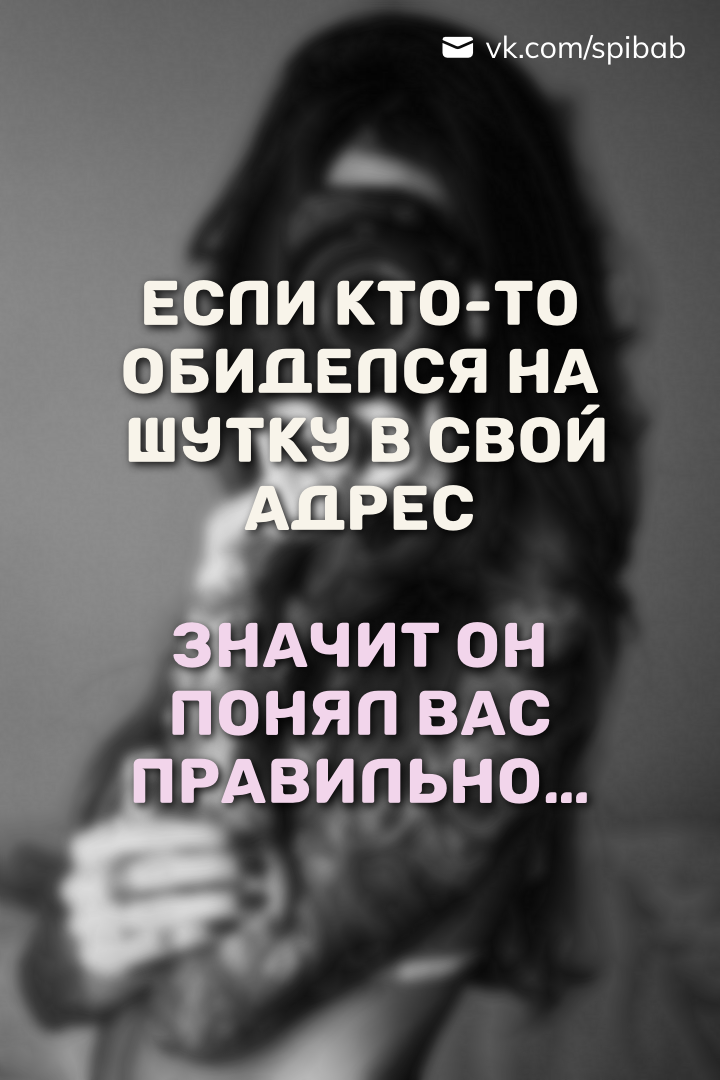 vk.com/spibab
ЕСЛИ КТО-ТО
ОБИДЕЛСЯ НА
ШУТКУ В СВОЙ
АДРЕС
ЗНАЧИТ ОН
ПОНЯЛ ВАС
ПРАВИЛЬНО...